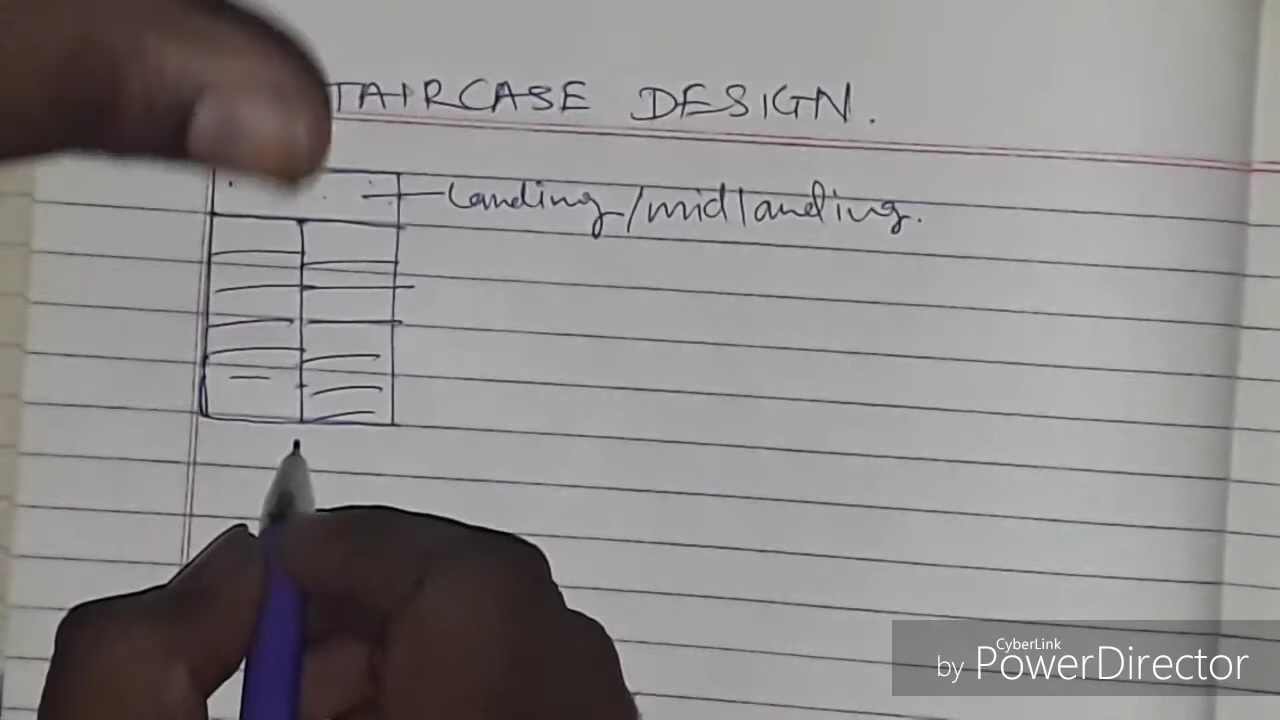 TAIRCASE DESIGN.
Landing/midlanding.
CyberLink
by PowerDirector